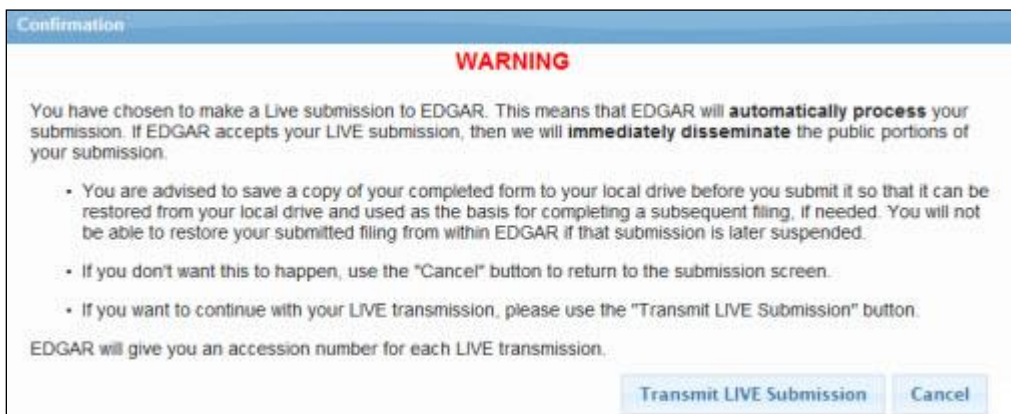 Confirmation
WARNING
You have chosen to make a Live submission to EDGAR. This means that EDGAR will automatically process your
submission. If EDGAR accepts your LIVE submission, then we will immediately disseminate the public portions of
your submission.
• You are advised to save a copy of your completed form to your local drive before you submit it so that it can be
restored from your local drive and used as the basis for completing a subsequent filing, if needed. You will not
be able to restore your submitted filing from within EDGAR if that submission is later suspended.
• If you don't want this to happen, use the "Cancel" button to return to the submission screen.
• If you want to continue with your LIVE transmission, please use the "Transmit LIVE Submission" button.
EDGAR will give you an accession number for each LIVE transmission.
Transmit LIVE Submission Cancel